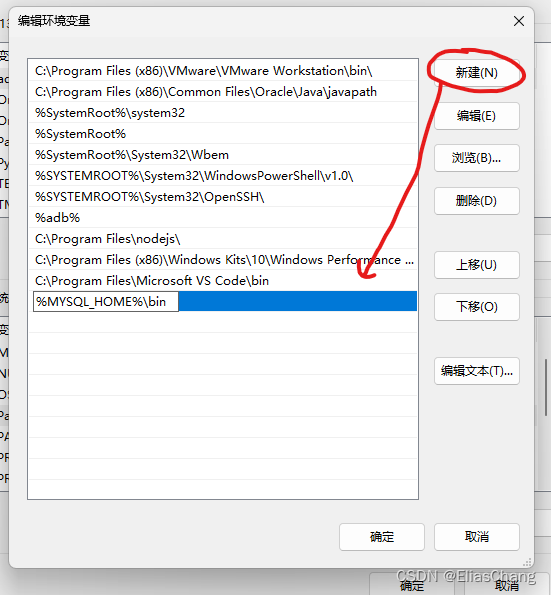 编辑环境变量
C:\Program Files (x86)\VMware\VMware Workstation\bin\
新建(N)
C:\Program Files (x86)\Common Files\Oracle\Java\javapath
%SystemRoot%\system32
编辑(E)
%SystemRoot%
%SystemRoot%\System32\Wbem
浏览(B)...
%SYSTEMROOT%\System32\WindowsPowerShell\v1.0\
%SYSTEMROOT%\System32\OpenSSH\
删除(D)
%adb%
C:\Program Files\nodejs\
C:\Program Files (x86)\Windows Kits\10\Windows Performance ...
上移(U)
C:\Program Files\Microsoft VS Code\bin
%MYSQL_HOME%\bin
下移(O)
编辑文本(T)...
确定
取消
CSDN @EliasChang
确定
取消